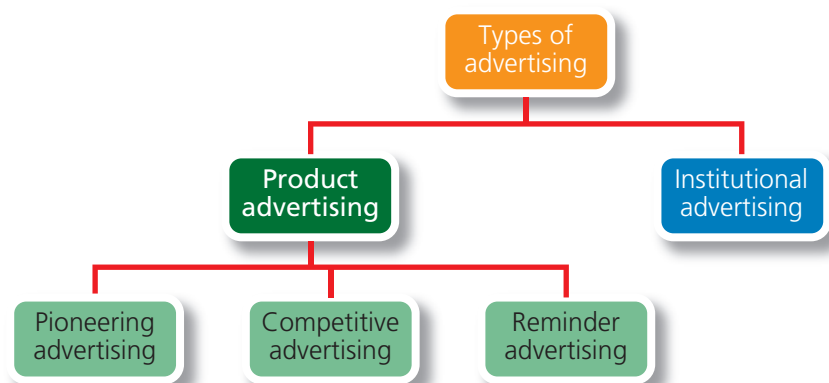 Types of
advertising
Product
advertising
Institutional
advertising
Pioneering
advertising
Competitive
advertising
Reminder
advertising